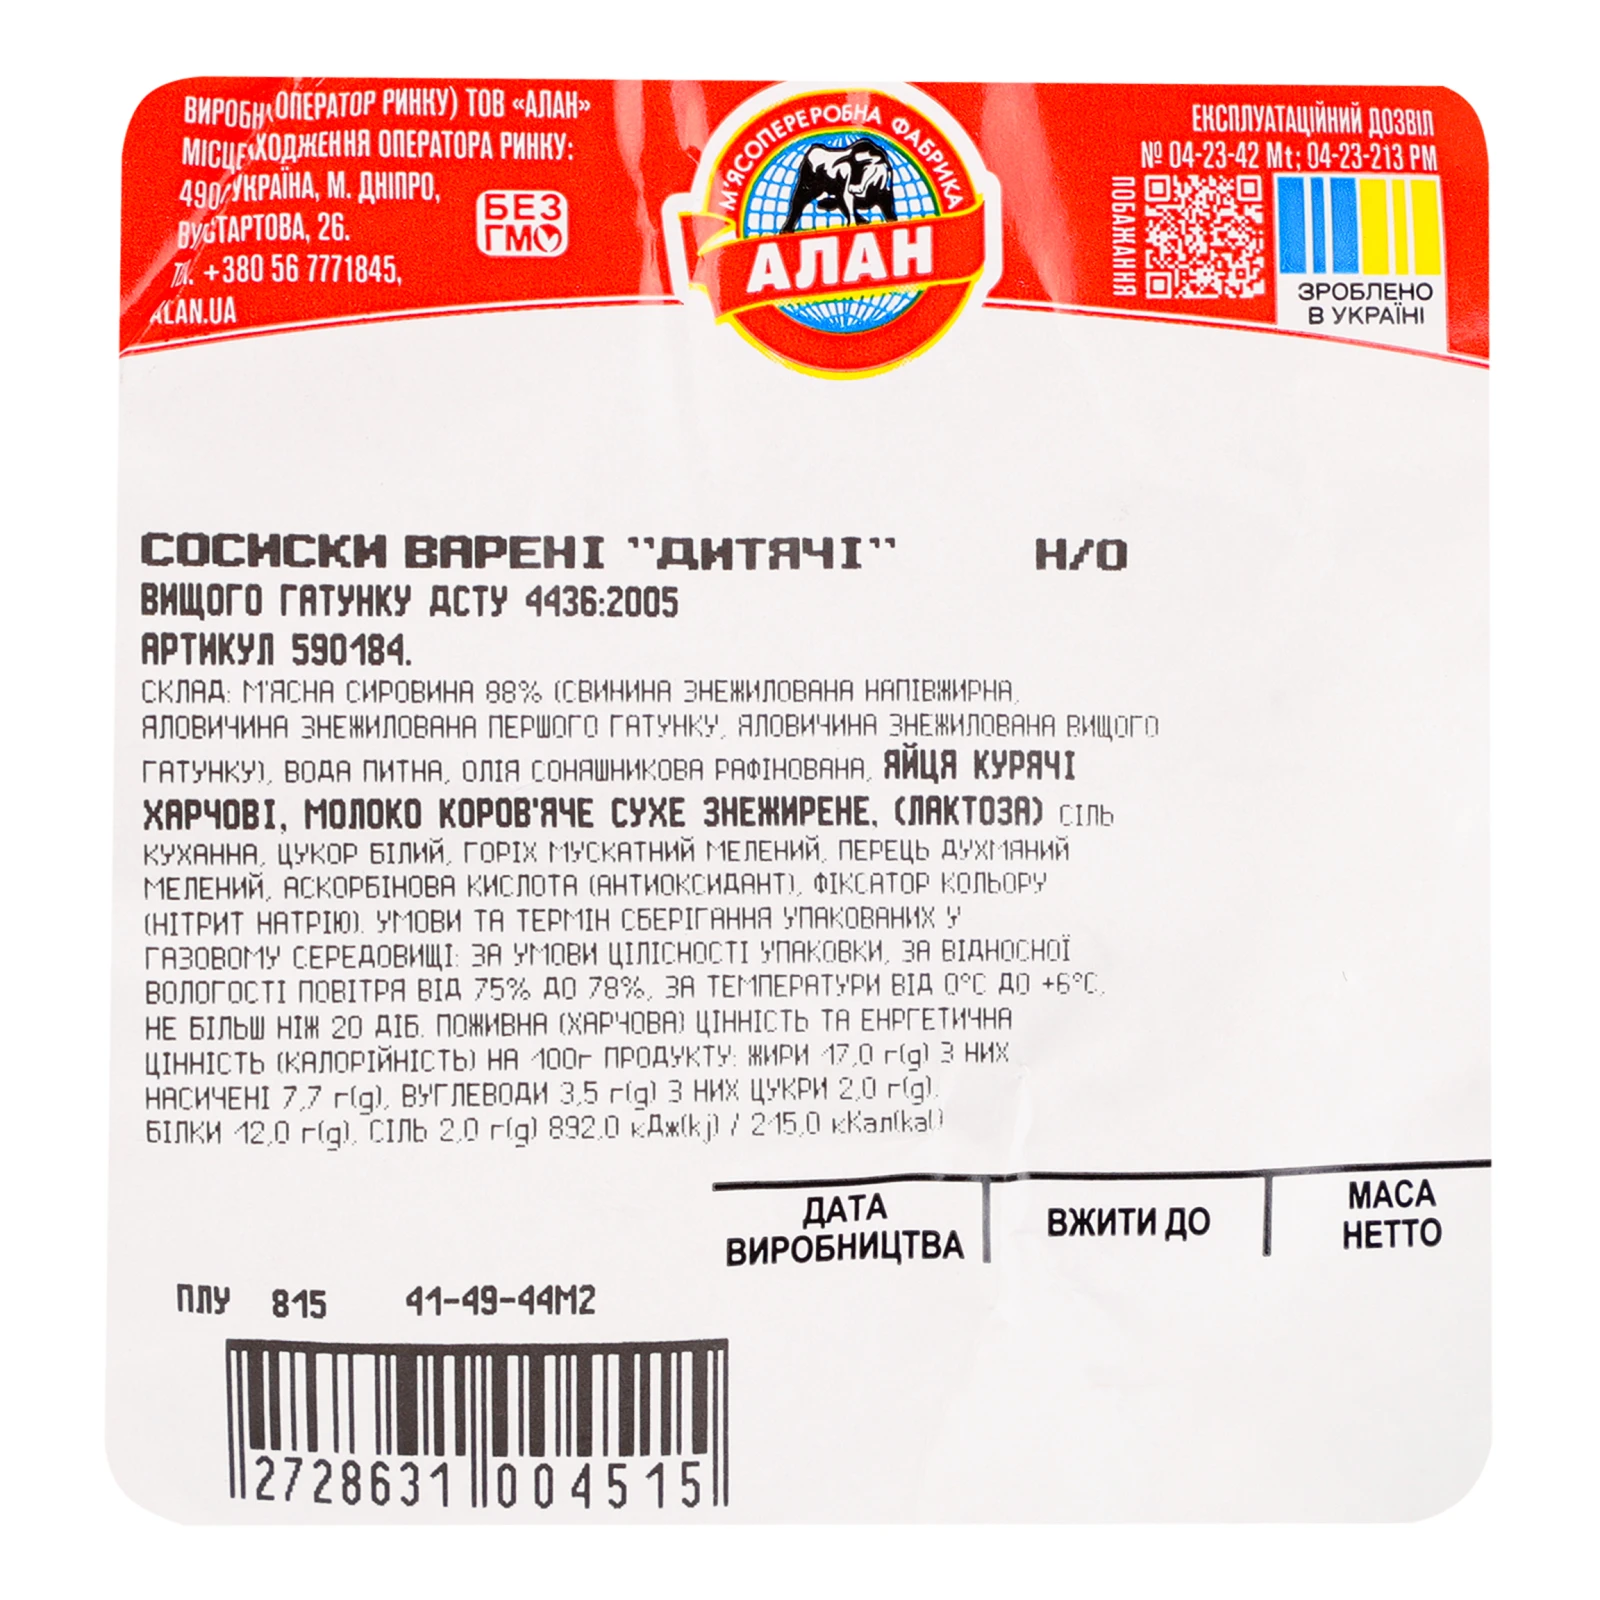 (ОПЕРАТОР РИНКУ) ТОВ «АЛАН»
ОПЕРАТОРА РИНКУ:
УКРАЇНА, М. ДНІПРО,
26.
+380 56 7771845,
ALAN.UA
БЕЗ
ГМО
М'ЯСОПЕРЕРОБНА ФАБРИКА
АЛАН
ЕКСПЛУАТАЦІЙНИЙ ДОЗВІЛ
№ 04-23-42 Mt; 04-23-213 PM
ПОБАЖАННЯ
ЗРОБЛЕНО
В УКРАЇНІ
СОСИСКИ ВАРЕНІ "ДИТЯЧІ" Н/О
ВИЩОГО ГАТУНКУ ДСТУ 4436:2005
АРТИКУЛ 590184.
СКЛАД: М'ЯСНА СИРОВИНА 88% (СВИНИНА ЗНЕЖИЛОВАНА НАПІВЖИРНА,
ЯЛОВИЧИНА ЗНЕЖИЛОВАНА ПЕРШОГО ГАТУНКУ, ЯЛОВИЧИНА ЗНЕЖИЛОВАНА ВИЩОГО
ГАТУНКУ), ВОДА ПИТНА, ОЛІЯ СОНЯШНИКОВА РАФІНОВАНА, ЯЙЦЯ КУРЯЧІ
ХАРЧОВІ, МОЛОКО КОРОВ'ЯЧЕ СУХЕ ЗНЕЖИРЕНЕ, (ЛАКТОЗА) СІЛЬ
КУХАННА, ЦУКОР БІЛИЙ, ГОРІХ МУСКАТНИЙ МЕЛЕНИЙ, ПЕРЕЦЬ ДУХМЯНИЙ
МЕЛЕНИЙ, АСКОРБІНОВА КИСЛОТА (АНТИОКСИДАНТ), ФІКСАТОР КОЛЬОРУ
(НІТРИТ НАТРІЮ). УМОВИ ТА ТЕРМІН СБЕРІГАННЯ УПАКОВАНИХ У
ГАЗОВОМУ СЕРЕДОВИЩІ: ЗА УМОВИ ЦІЛІСНОСТІ УПАКОВКИ, ЗА ВІДНОСНОЇ
ВОЛОГОСТІ ПОВІТРЯ ВІД 75% ДО 78%, ЗА ТЕМПЕРАТУРИ ВІД 0°С ДО +6°С,
НЕ БІЛЬШ НІЖ 20 ДІБ. ПОЖИВНА (ХАРЧОВА) ЦІННІСТЬ ТА ЕНРГЕТИЧНА
ЦІННІСТЬ (КАЛОРІЙНІСТЬ) НА 100г ПРОДУКТУ: ЖИРИ 17,0 г(g) З НИХ
НАСИЧЕНІ 7,7 г(g), ВУГЛЕВОДИ 3,5 г(g) З НИХ ЦУКРИ 2,0 г(g),
БІЛКИ 12,0 г(g), СІЛЬ 2,0 г(g) 892,0 кДж(kj) / 215,0 кКал(kal)
ДАТА
ВИРОБНИЦТВА
ВЖИТИ ДО
МАСА
НЕТТО
ПЛУ 815 41-49-44М2
2728631 004515